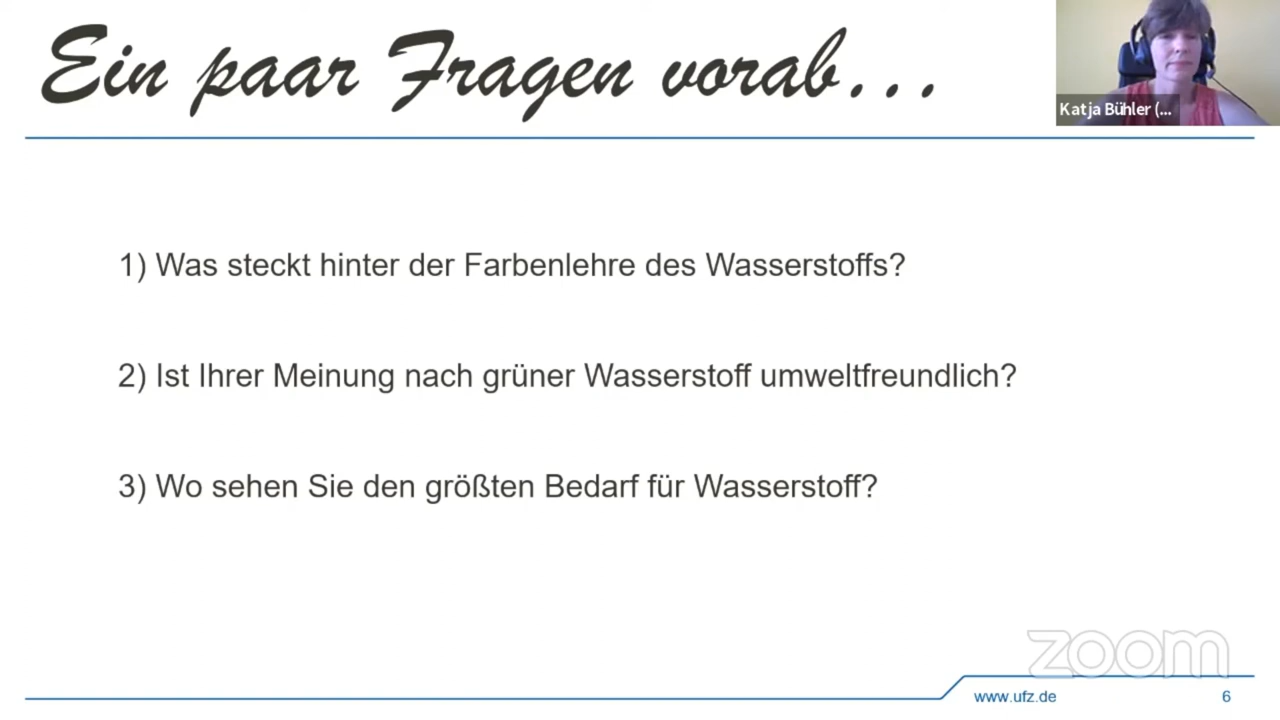 Ein paar Fragen vorab...
Katja Bühler (...
1) Was steckt hinter der Farbenlehre des Wasserstoffs?
2) Ist Ihrer Meinung nach grüner Wasserstoff umweltfreundlich?
3) Wo sehen Sie den größten Bedarf für Wasserstoff?
zoom
www.ufz.de
6